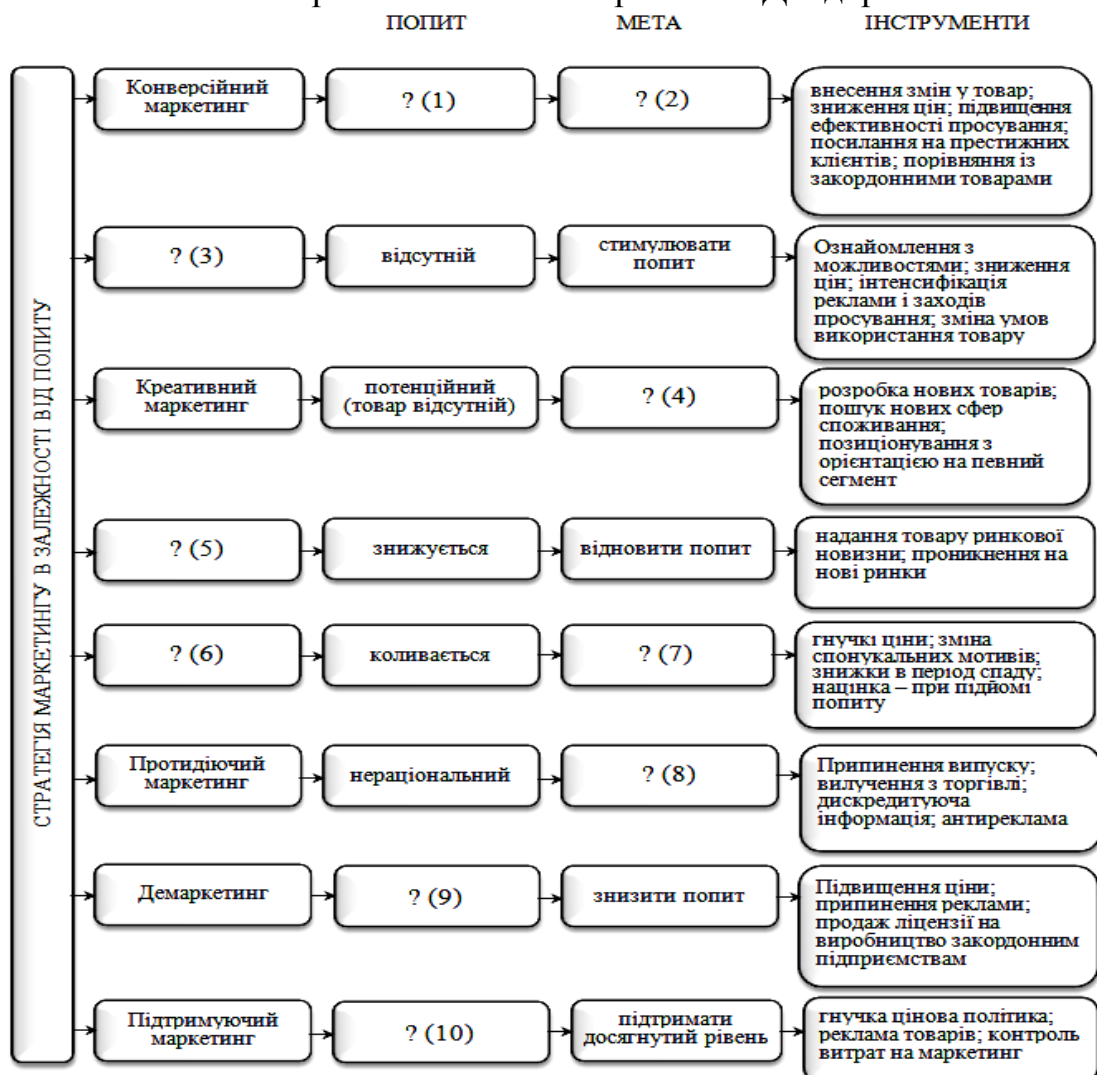 ПОПИТ
МЕТА
ІНСТРУМЕНТИ
СТРАТЕГІЯ МАРКЕТИНГУ В ЗАЛЕЖНОСТІ ВІД ПОПИТУ
Конверсійний
маркетинг
? (1)
? (2)
внесення змін у товар;
зниження цін; підвищення
ефективності просування;
посилання на престижних
клієнтів; порівняння із
закордонними товарами
? (3)
відсутній
стимулювати
попит
Ознайомлення з
можливостями; зниження
цін; інтенсифікація
реклами і заходів
просування; зміна умов
використання товару
Креативний
маркетинг
потенційний
(товар відсутній)
? (4)
розробка нових товарів;
пошук нових сфер
споживання;
позиціонування з
орієнтацією на певний
сегмент
? (5)
знижується
відновити попит
надання товару ринкової
новизни; проникнення на
нові ринки
? (6)
коливається
? (7)
гнучкі ціни; зміна
спонукальних мотивів;
знижки в період спаду;
націнка – при підйомі
попиту
Протидіючий
маркетинг
нераціональний
? (8)
Припинення випуску;
вилучення з торгівлі;
дискредитуюча
інформація; антиреклама
Демаркетинг
? (9)
знизити попит
Підвищення ціни;
припинення реклами;
продаж ліцензії на
виробництво закордонним
підприємствам
Підтримуючий
маркетинг
? (10)
підтримати
досягнутий рівень
гнучка цінова політика;
реклама товарів; контроль
витрат на маркетинг